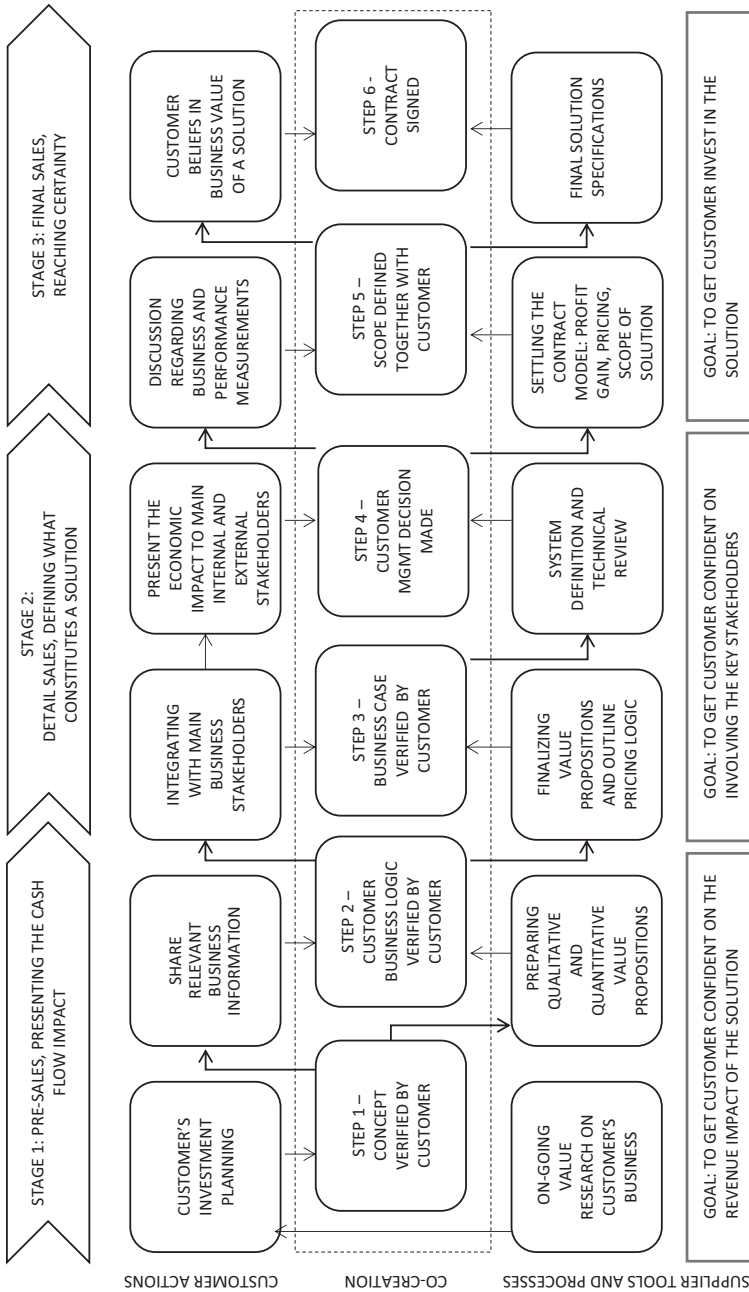 STAGE 1: PRE-SALES, PRESENTING THE CASH
FLOW IMPACT
STAGE 2:
DETAIL SALES, DEFINING WHAT
CONSTITUTES A SOLUTION
STAGE 3: FINAL SALES,
REACHING CERTAINTY
CUSTOMER ACTIONS
CUSTOMER'S
INVESTMENT
PLANNING
SHARE
RELEVANT
BUSINESS
INFORMATION
INTEGRATING
WITH MAIN
BUSINESS
STAKEHOLDERS
PRESENT THE
ECONOMIC
IMPACT TO MAIN
INTERNAL AND
EXTERNAL
STAKEHOLDERS
DISCUSSION
REGARDING
BUSINESS AND
PERFORMANCE
MEASUREMENTS
CUSTOMER
BELIEFS IN
BUSINESS VALUE
OF A SOLUTION
CO-CREATION
STEP 1 –
CONCEPT
VERIFIED BY
CUSTOMER
STEP 2 –
CUSTOMER
BUSINESS LOGIC
VERIFIED BY
CUSTOMER
STEP 3 –
BUSINESS CASE
VERIFIED BY
CUSTOMER
STEP 4 –
CUSTOMER
MGMT DECISION
MADE
STEP 5 –
SCOPE DEFINED
TOGETHER WITH
CUSTOMER
STEP 6 -
CONTRACT
SIGNED
SUPPLIER TOOLS AND PROCESSES
ON-GOING
VALUE
RESEARCH ON
CUSTOMER'S
BUSINESS
PREPARING
QUALITATIVE
AND
QUANTITATIVE
VALUE
PROPOSITIONS
FINALIZING
VALUE
PROPOSITIONS
AND OUTLINE
PRICING LOGIC
SYSTEM
DEFINITION AND
TECHNICAL
REVIEW
SETTLING THE
CONTRACT
MODEL: PROFIT
GAIN, PRICING,
SCOPE OF
SOLUTION
FINAL SOLUTION
SPECIFICATIONS
GOAL: TO GET CUSTOMER CONFIDENT ON THE
REVENUE IMPACT OF THE SOLUTION
GOAL: TO GET CUSTOMER CONFIDENT ON
INVOLVING THE KEY STAKEHOLDERS
GOAL: TO GET CUSTOMER INVEST IN THE
SOLUTION